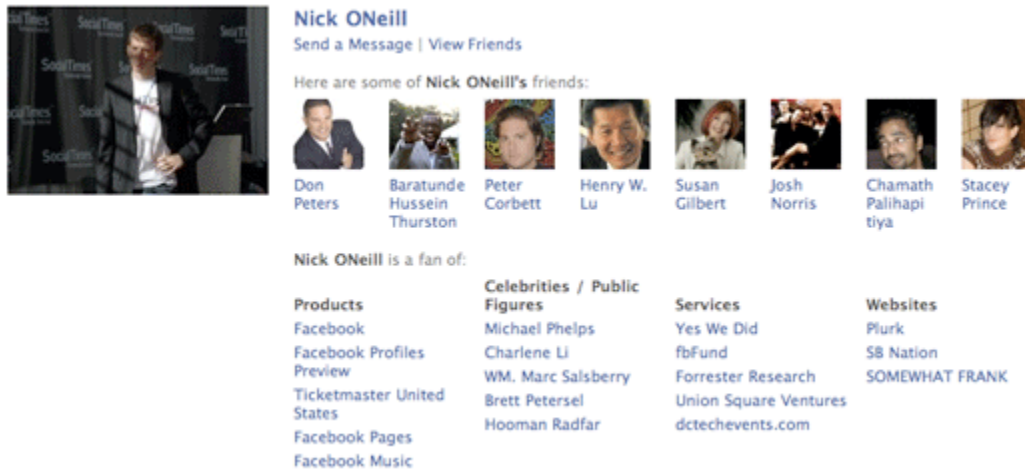 Nick ONeill
Send a Message | View Friends
Here are some of Nick ONeill's friends:
Don
Peters
Baratunde
Hussein
Thurston
Peter
Corbett
Henry W.
Lu
Susan
Gilbert
Josh
Norris
Chamath
Palihapi
tiya
Stacey
Prince
Nick ONeill is a fan of:
Products
Facebook
Facebook Profiles
Preview
Ticketmaster United
States
Facebook Pages
Facebook Music
Celebrities / Public
Figures
Michael Phelps
Charlene Li
WM. Marc Salsberry
Brett Petersel
Hooman Radfar
Services
Yes We Did
fbFund
Forrester Research
Union Square Ventures
dctechevents.com
Websites
Plurk
SB Nation
SOMEWHAT FRANK
SocialTimes
SocialTimes
SocialTimes